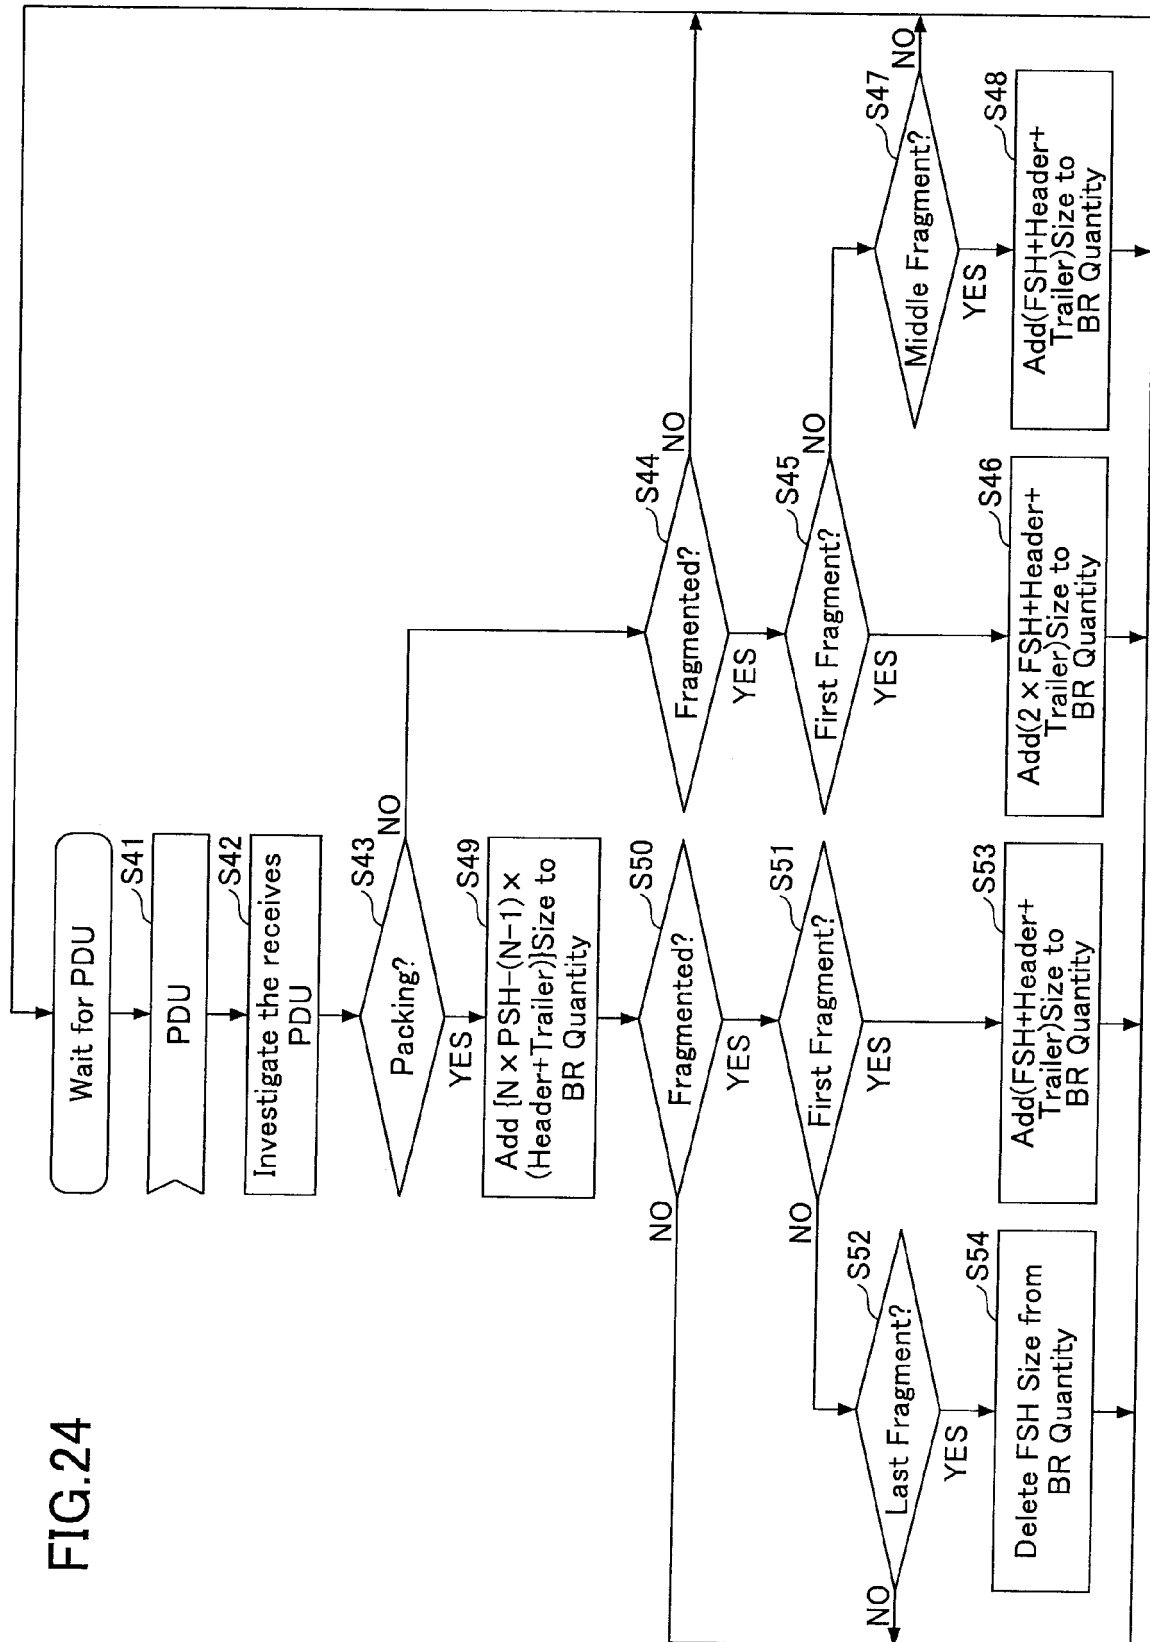 FIG.24
Wait for PDU
S41
PDU
S42
Investigate the receives
PDU
S43
Packing?
NO
YES
S49
Add {N × PSH-(N-1) ×
(Header+Trailer)}Size to
BR Quantity
S50
Fragmented?
NO
YES
S51
First Fragment?
NO
YES
S52
Last Fragment?
NO
YES
S54
Delete FSH Size from
BR Quantity
S53
Add(FSH+Header+
Trailer)Size to
BR Quantity
S44
Fragmented?
NO
YES
S45
First Fragment?
NO
YES
S46
Add(2 × FSH+Header+
Trailer)Size to
BR Quantity
S47
Middle Fragment?
NO
YES
S48
Add(FSH+Header+
Trailer)Size to
BR Quantity